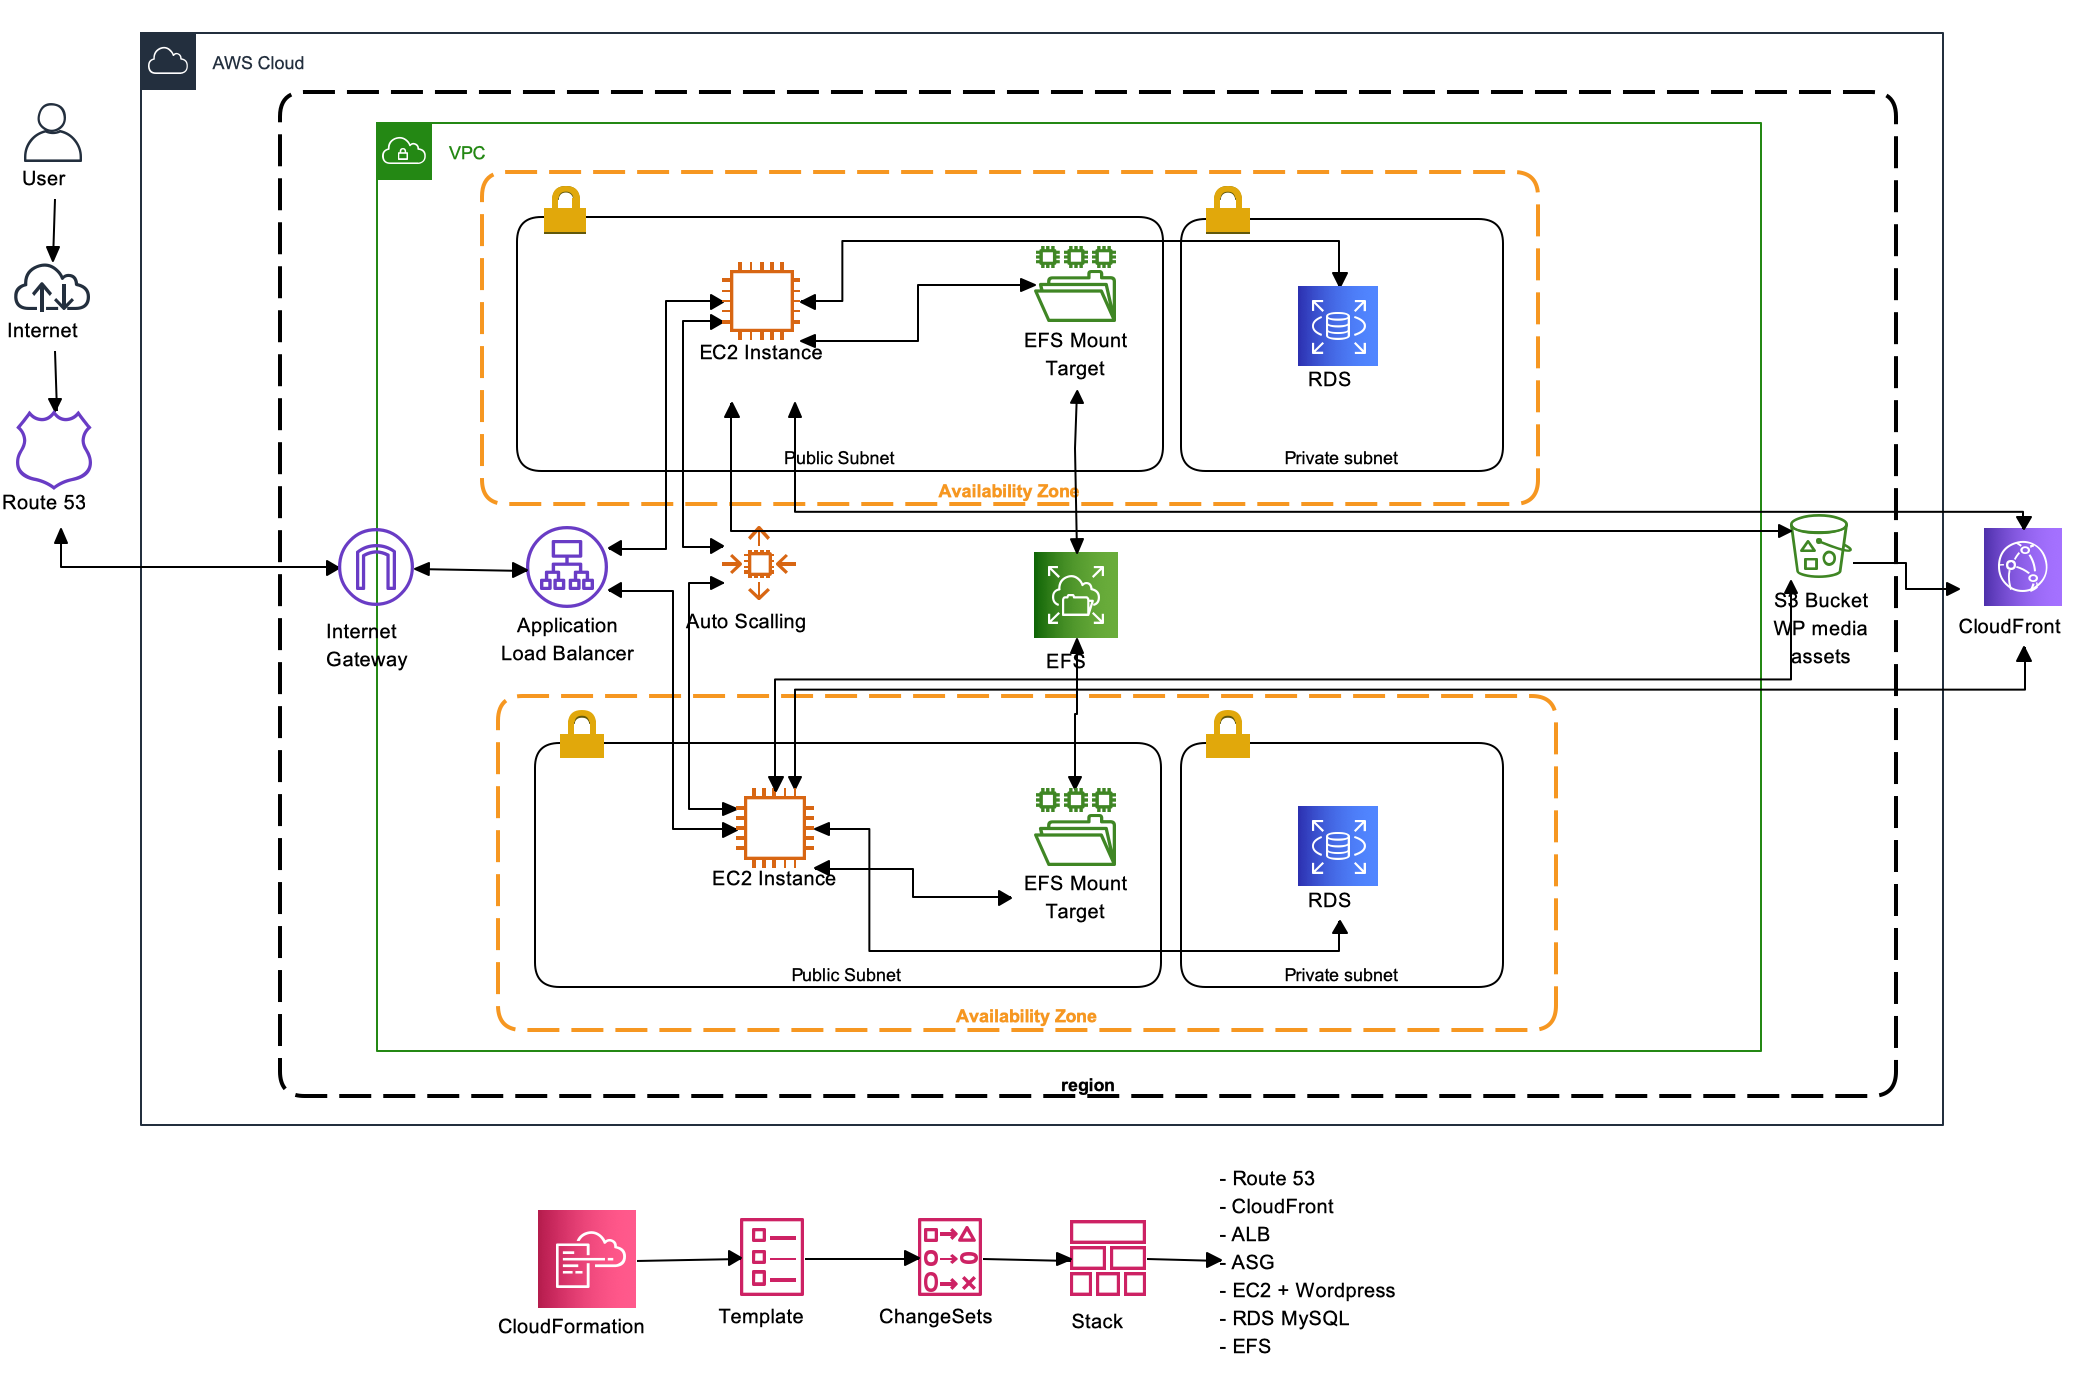 AWS Cloud
VPC
User
Internet
Route 53
EC2 Instance
EFS Mount
Target
RDS
Public Subnet
Private subnet
Availability Zone
Internet
Gateway
Application
Load Balancer
Auto Scalling
EFS
S3 Bucket
WP media
assets
CloudFront
EC2 Instance
EFS Mount
Target
RDS
Public Subnet
Private subnet
Availability Zone
region
CloudFormation
Template
ChangeSets
Stack
- Route 53
- CloudFront
- ALB
- ASG
- EC2 + Wordpress
- RDS MySQL
- EFS